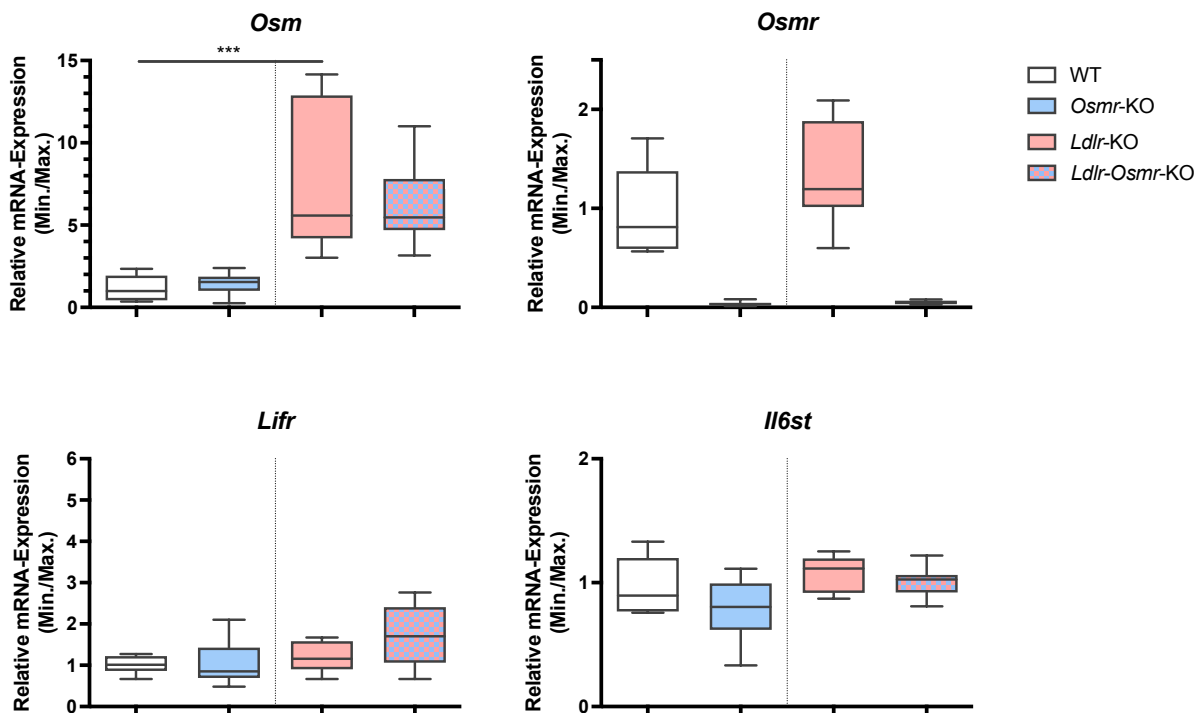 Osm
***
Relative mRNA-Expression
(Min./Max.)
15
10
5
0
Osmr
Relative mRNA-Expression
(Min./Max.)
2
1
0
WT
Osmr-KO
Ldlr-KO
Ldlr-Osmr-KO
Lifr
Relative mRNA-Expression
(Min./Max.)
6
5
4
3
2
1
0
Il6st
Relative mRNA-Expression
(Min./Max.)
2
1
0